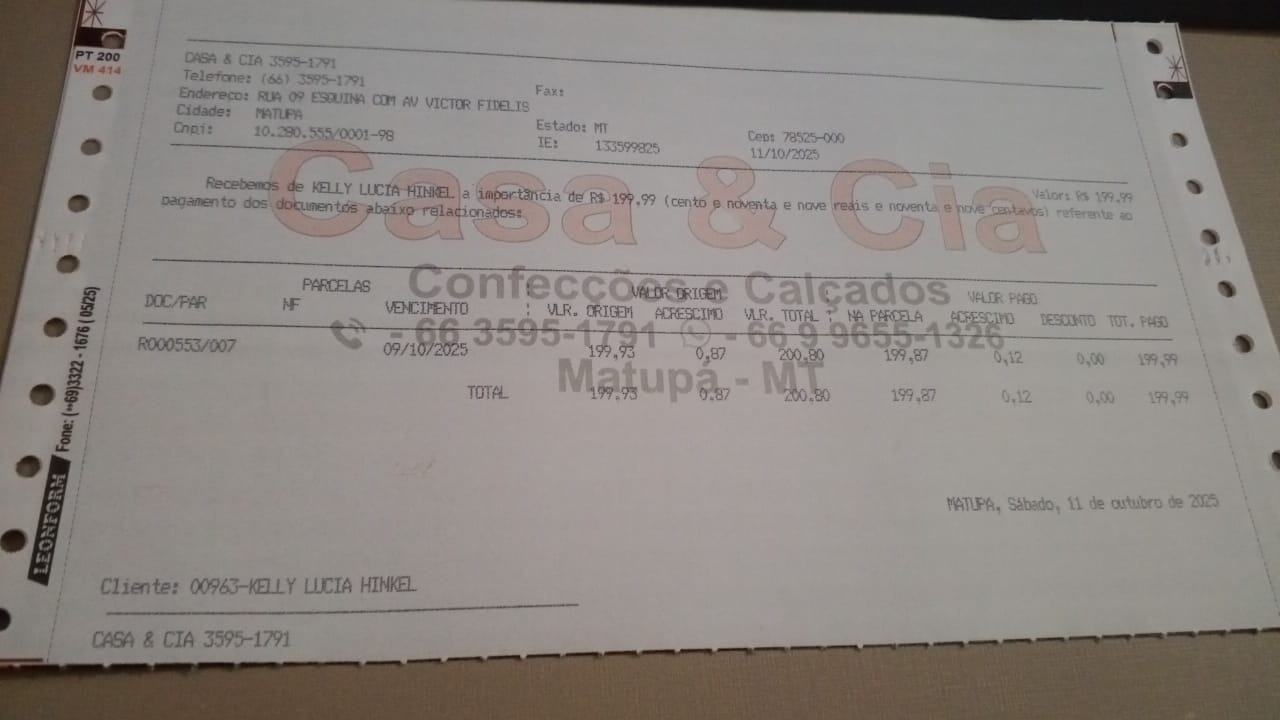 PT 200
VM 414
CASA & CIA 3595-1791
Telefone: (66) 3595-1791 Fax:
Endereço: RUA 09 ESQUINA COM AV VICTOR FIDELIS
Cidade: MATUPA Estado: MT Cep: 78525-000
Cnpj: 10.280.555/0001-98 IE: 133599825 11/10/2025
Casa & Cia
Valor: R$ 199,99
Recebemos de KELLY LUCIA HINKEL a importância de R$ 199,99 (cento e noventa e nove reais e noventa e nove centavos) referente ao
pagamento dos documentos abaixo relacionados:
Confecções e Calçados
- 66 3595-1791 - 66 9 9655-1326
Matupá - MT
PARCELAS VALOR ORIGEM VALOR PAGO
DOC/PAR NF VENCIMENTO VLR. ORIGEM ACRESCIMO VLR. TOTAL NA PARCELA ACRESCIMO DESCONTO TOT. PAGO
R000553/007 09/10/2025 199,93 0,87 200,80 199,87 0,12 0,00 199,99
TOTAL 199,93 0,87 200,80 199,87 0,12 0,00 199,99
MATUPA, Sábado, 11 de outubro de 2025
Cliente: 00963-KELLY LUCIA HINKEL
CASA & CIA 3595-1791
LEONFORM Fone: (**69)3322 - 1676 (05/25)